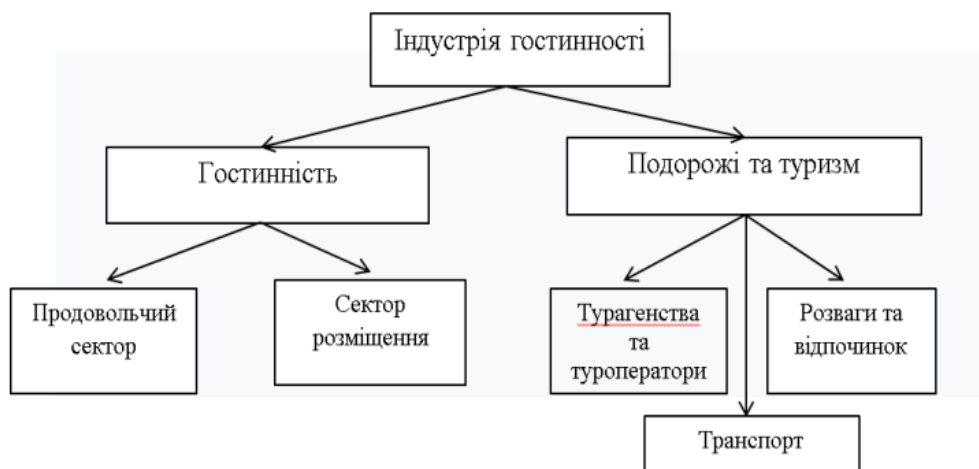 Індустрія гостинності
Гостинність
Подорожі та туризм
Продовольчий
сектор
Сектор
розміщення
Турагенства
та
туроператори
Розваги та
відпочинок
Транспорт